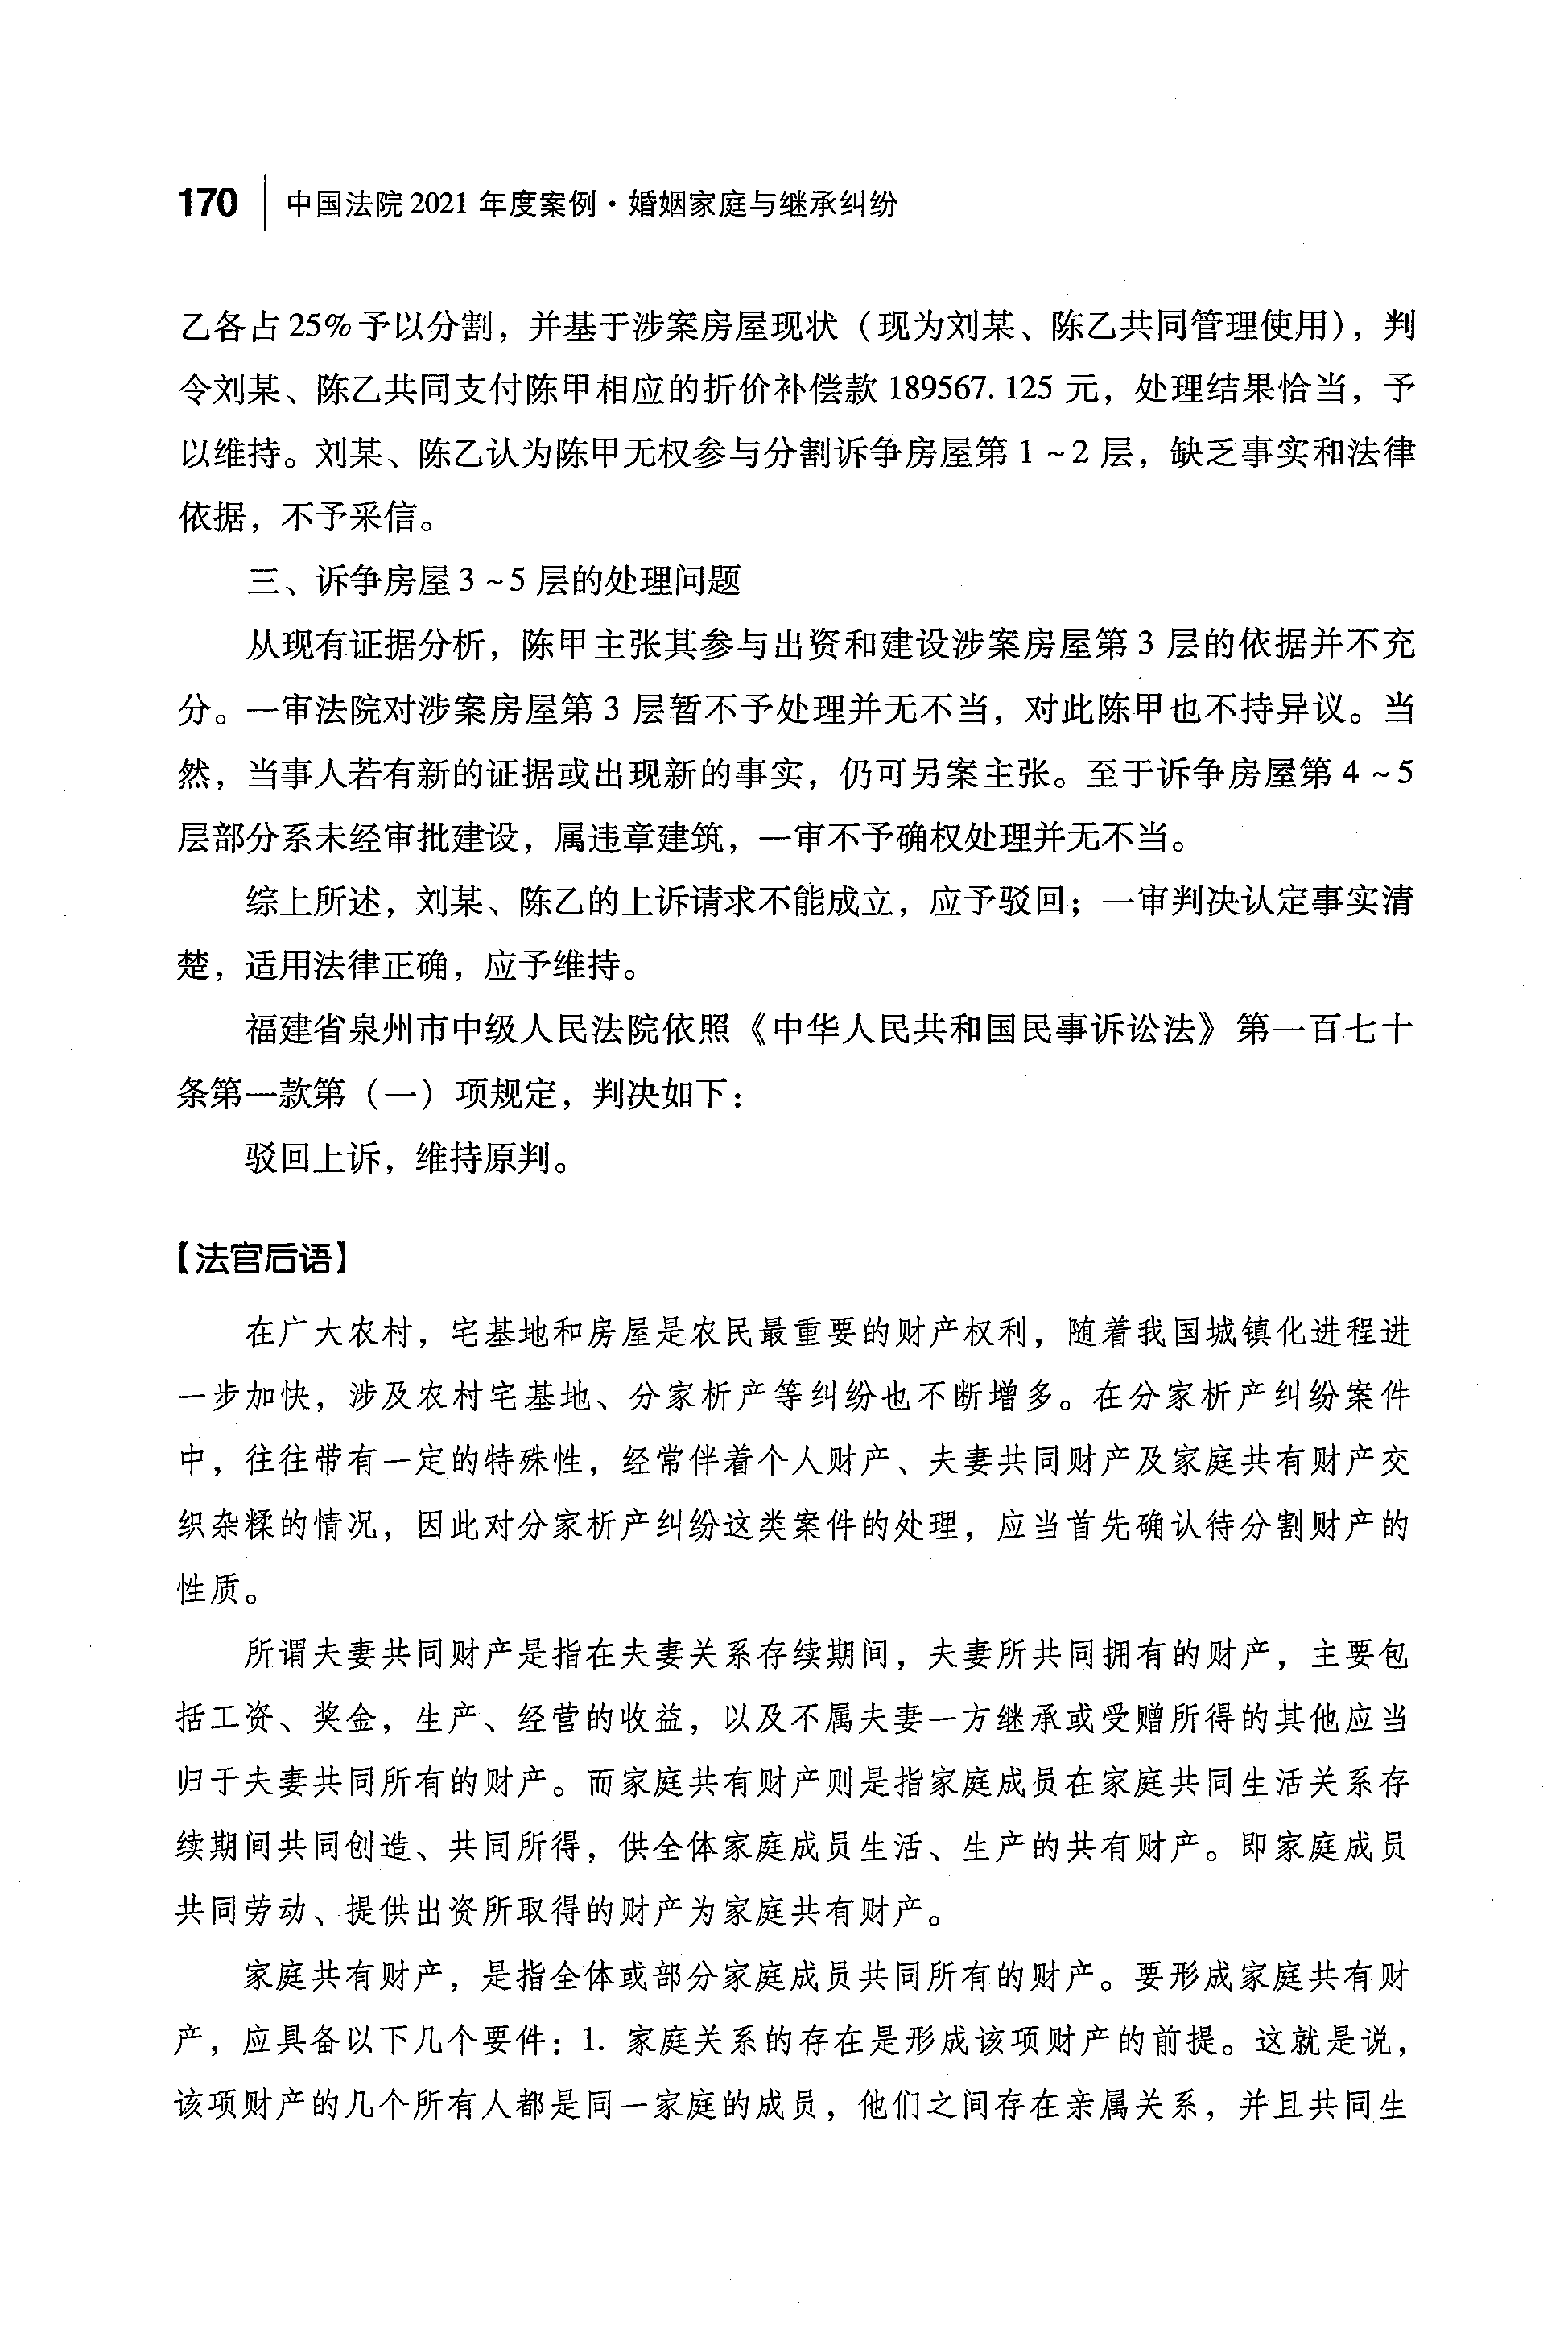 170 中国法院2021年度案例·婚姻家庭与继承纠纷
乙各占25%予以分割，并基于涉案房屋现状（现为刘某、陈乙共同管理使用），判
令刘某、陈乙共同支付陈甲相应的折价补偿款189567.125元，处理结果恰当，予
以维持。刘某、陈乙认为陈甲无权参与分割诉争房屋第1~2层，缺乏事实和法律
依据，不予采信。
三、诉争房屋3~5层的处理问题
从现有证据分析，陈甲主张其参与出资和建设涉案房屋第3层的依据并不充
分。一审法院对涉案房屋第3层暂不予处理并无不当，对此陈甲也不持异议。当
然，当事人若有新的证据或出现新的事实，仍可另案主张。至于诉争房屋第4~5
层部分系未经审批建设，属违章建筑，一审不予确权处理并无不当。
综上所述，刘某、陈乙的上诉请求不能成立，应予驳回；一审判决认定事实清
楚，适用法律正确，应予维持。
福建省泉州市中级人民法院依照《中华人民共和国民事诉讼法》第一百七十
条第一款第（一）项规定，判决如下：
驳回上诉，维持原判。
【法官后语】
在广大农村，宅基地和房屋是农民最重要的财产权利，随着我国城镇化进程进
一步加快，涉及农村宅基地、分家析产等纠纷也不断增多。在分家析产纠纷案件
中，往往带有一定的特殊性，经常伴着个人财产、夫妻共同财产及家庭共有财产交
织杂糅的情况，因此对分家析产纠纷这类案件的处理，应当首先确认待分割财产的
性质。
所谓夫妻共同财产是指在夫妻关系存续期间，夫妻所共同拥有的财产，主要包
括工资、奖金，生产、经营的收益，以及不属夫妻一方继承或受赠所得的其他应当
归于夫妻共同所有的财产。而家庭共有财产则是指家庭成员在家庭共同生活关系存
续期间共同创造、共同所得，供全体家庭成员生活、生产的共有财产。即家庭成员
共同劳动、提供出资所取得的财产为家庭共有财产。
家庭共有财产，是指全体或部分家庭成员共同所有的财产。要形成家庭共有财
产，应具备以下几个要件：1. 家庭关系的存在是形成该项财产的前提。这就是说，
该项财产的几个所有人都是同一家庭的成员，他们之间存在亲属关系，并且共同生